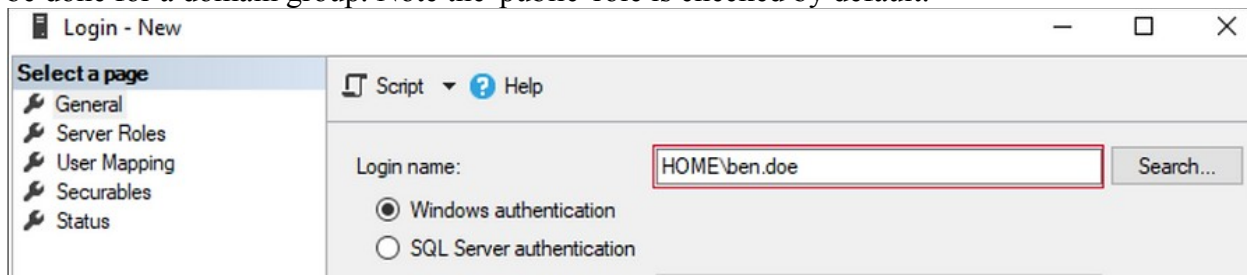 be done for a domain group. Note the 'public' role is checked by default.
Login - New
Select a page
General
Server Roles
User Mapping
Securables
Status
Script Help
Login name: HOME\ben.doe Search...
Windows authentication
SQL Server authentication